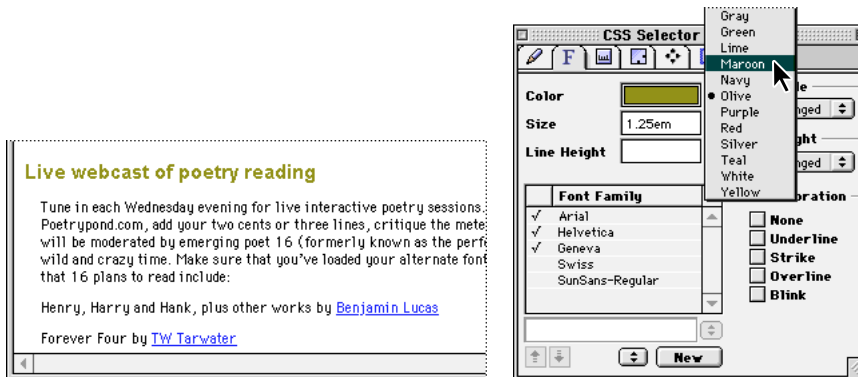 Live webcast of poetry reading
Tune in each Wednesday evening for live interactive poetry sessions.
Poetrypond.com, add your two cents or three lines, critique the mete
will be moderated by emerging poet 16 (formerly known as the perf
wild and crazy time. Make sure that you've loaded your alternate font
that 16 plans to read include:
Henry, Harry and Hank, plus other works by Benjamin Lucas
Forever Four by TW Tarwater
CSS Selector
F
Color
Size
1.25em
Line Height
Font Family
✓ Arial
✓ Helvetica
✓ Geneva
Swiss
SunSans-Regular
New
Gray
Green
Lime
Maroon
Navy
• Olive
Purple
Red
Silver
Teal
White
Yellow
le
nged
ght
nged
oration
None
Underline
Strike
Overline
Blink